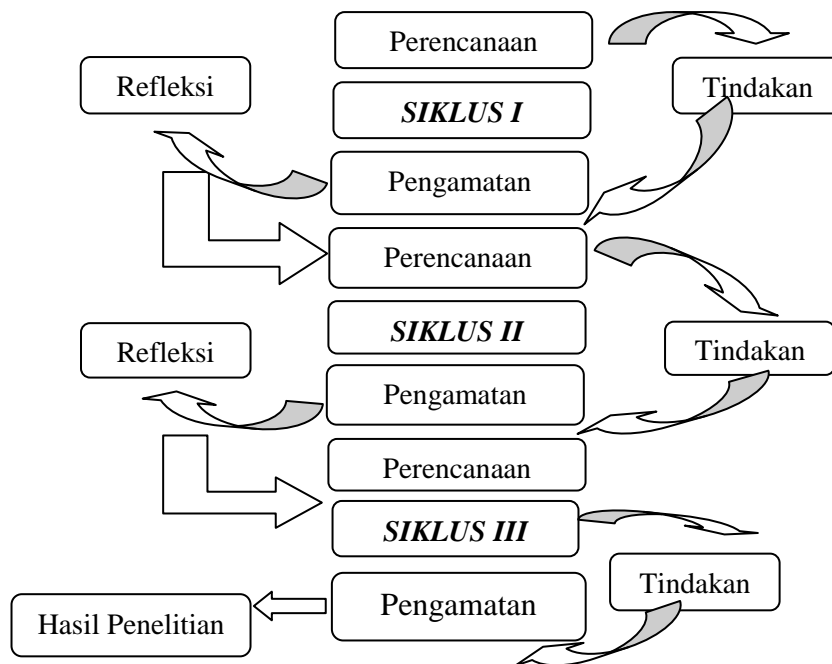 Perencanaan
Refleksi
Tindakan
SIKLUS I
Pengamatan
Perencanaan
Refleksi
SIKLUS II
Tindakan
Pengamatan
Perencanaan
SIKLUS III
Tindakan
Pengamatan
Hasil Penelitian